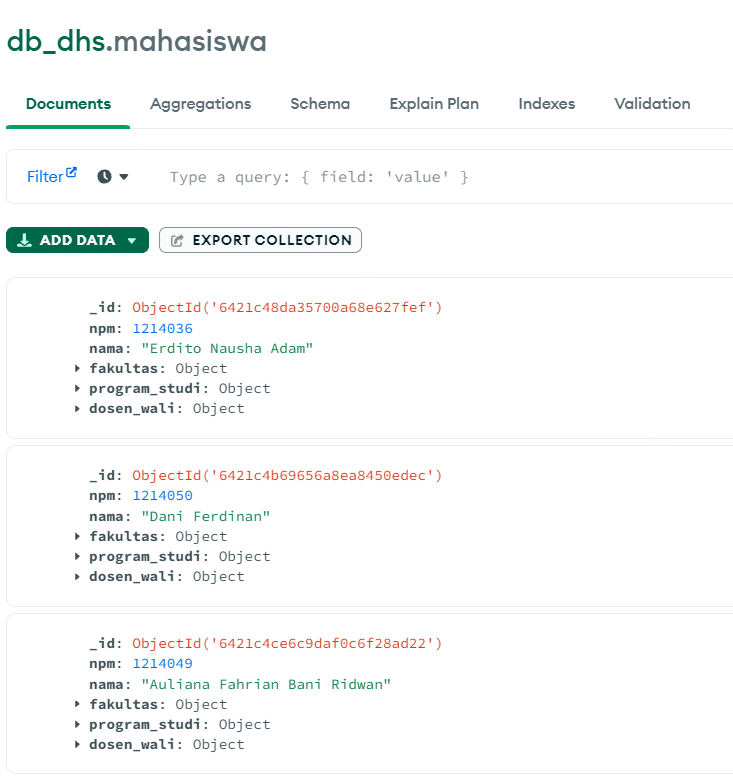 db_dhs.mahasiswa
Documents Aggregations Schema Explain Plan Indexes Validation
Filter Type a query: { field: 'value' }
ADD DATA EXPORT COLLECTION
_id: ObjectId('6421c48da35700a68e627fef')
npm: 1214036
nama: "Erdito Nausha Adam"
fakultas: Object
program_studi: Object
dosen_wali: Object
_id: ObjectId('6421c4b69656a8ea8450edec')
npm: 1214050
nama: "Dani Ferdinan"
fakultas: Object
program_studi: Object
dosen_wali: Object
_id: ObjectId('6421c4ce6c9daf0c6f28ad22')
npm: 1214049
nama: "Auliana Fahrian Bani Ridwan"
fakultas: Object
program_studi: Object
dosen_wali: Object